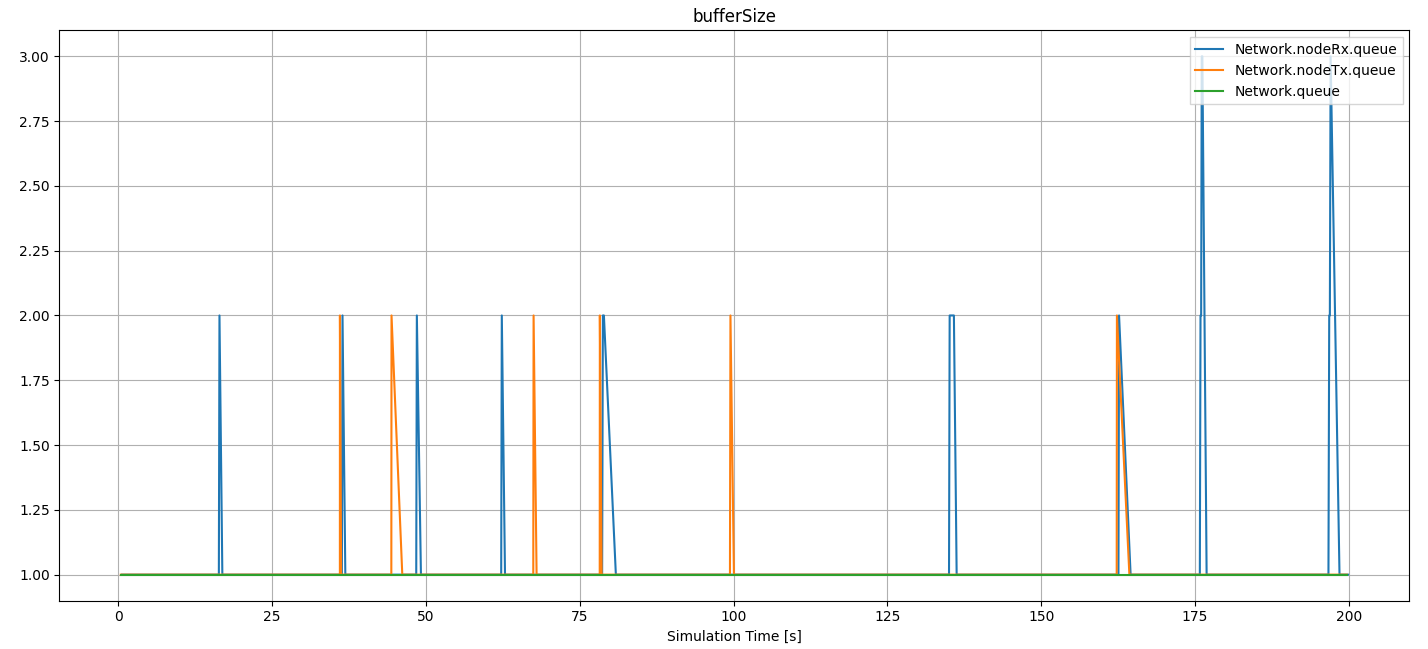 bufferSize
Network.nodeRx.queue
Network.nodeTx.queue
Network.queue
3.00
2.75
2.50
2.25
2.00
1.75
1.50
1.25
1.00
0 25 50 75 100 125 150 175 200
Simulation Time [s]